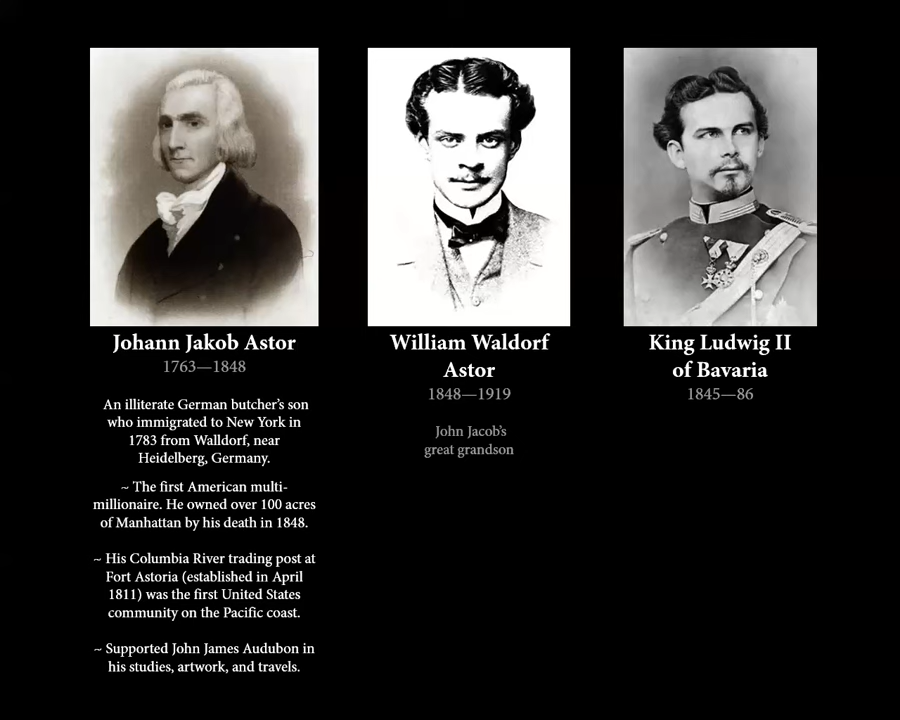 Johann Jakob Astor
1763—1848
An illiterate German butcher's son
who immigrated to New York in
1783 from Walldorf, near
Heidelberg, Germany.
~ The first American multi-
millionaire. He owned over 100 acres
of Manhattan by his death in 1848.
~ His Columbia River trading post at
Fort Astoria (established in April
1811) was the first United States
community on the Pacific coast.
~ Supported John James Audubon in
his studies, artwork, and travels.
William Waldorf
Astor
1848—1919
John Jacob's
great grandson
King Ludwig II
of Bavaria
1845—86